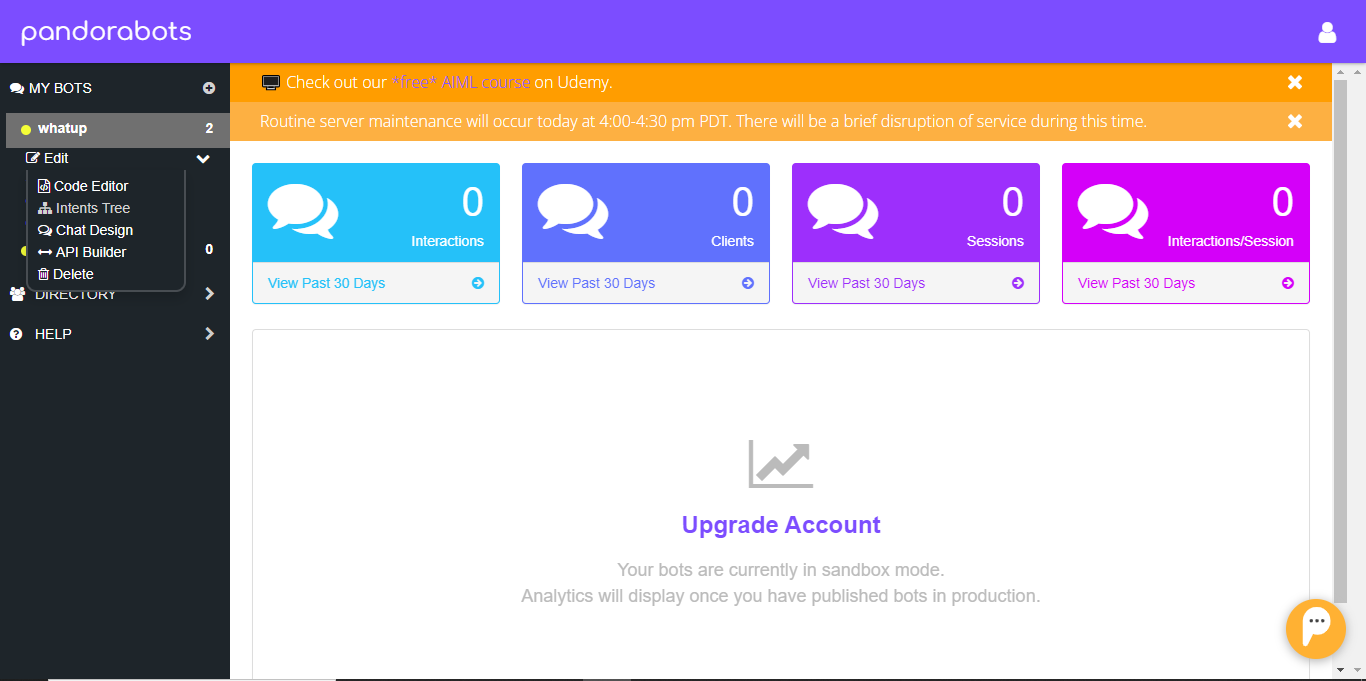 pandorabots
MY BOTS
whatup 2
Edit
Code Editor
Intents Tree
Chat Design
API Builder
0
Delete
DIRECTORY
HELP
Check out our *free* AIML course on Udemy.
Routine server maintenance will occur today at 4:00-4:30 pm PDT. There will be a brief disruption of service during this time.
0
Interactions
View Past 30 Days
0
Clients
View Past 30 Days
0
Sessions
View Past 30 Days
0
Interactions/Session
View Past 30 Days
Upgrade Account
Your bots are currently in sandbox mode.
Analytics will display once you have published bots in production.